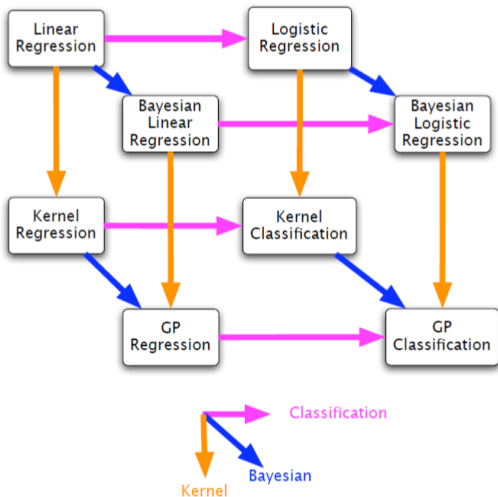 Linear
Regression
Logistic
Regression
Bayesian
Linear
Regression
Bayesian
Logistic
Regression
Kernel
Regression
Kernel
Classification
GP
Regression
GP
Classification
Classification
Bayesian
Kernel